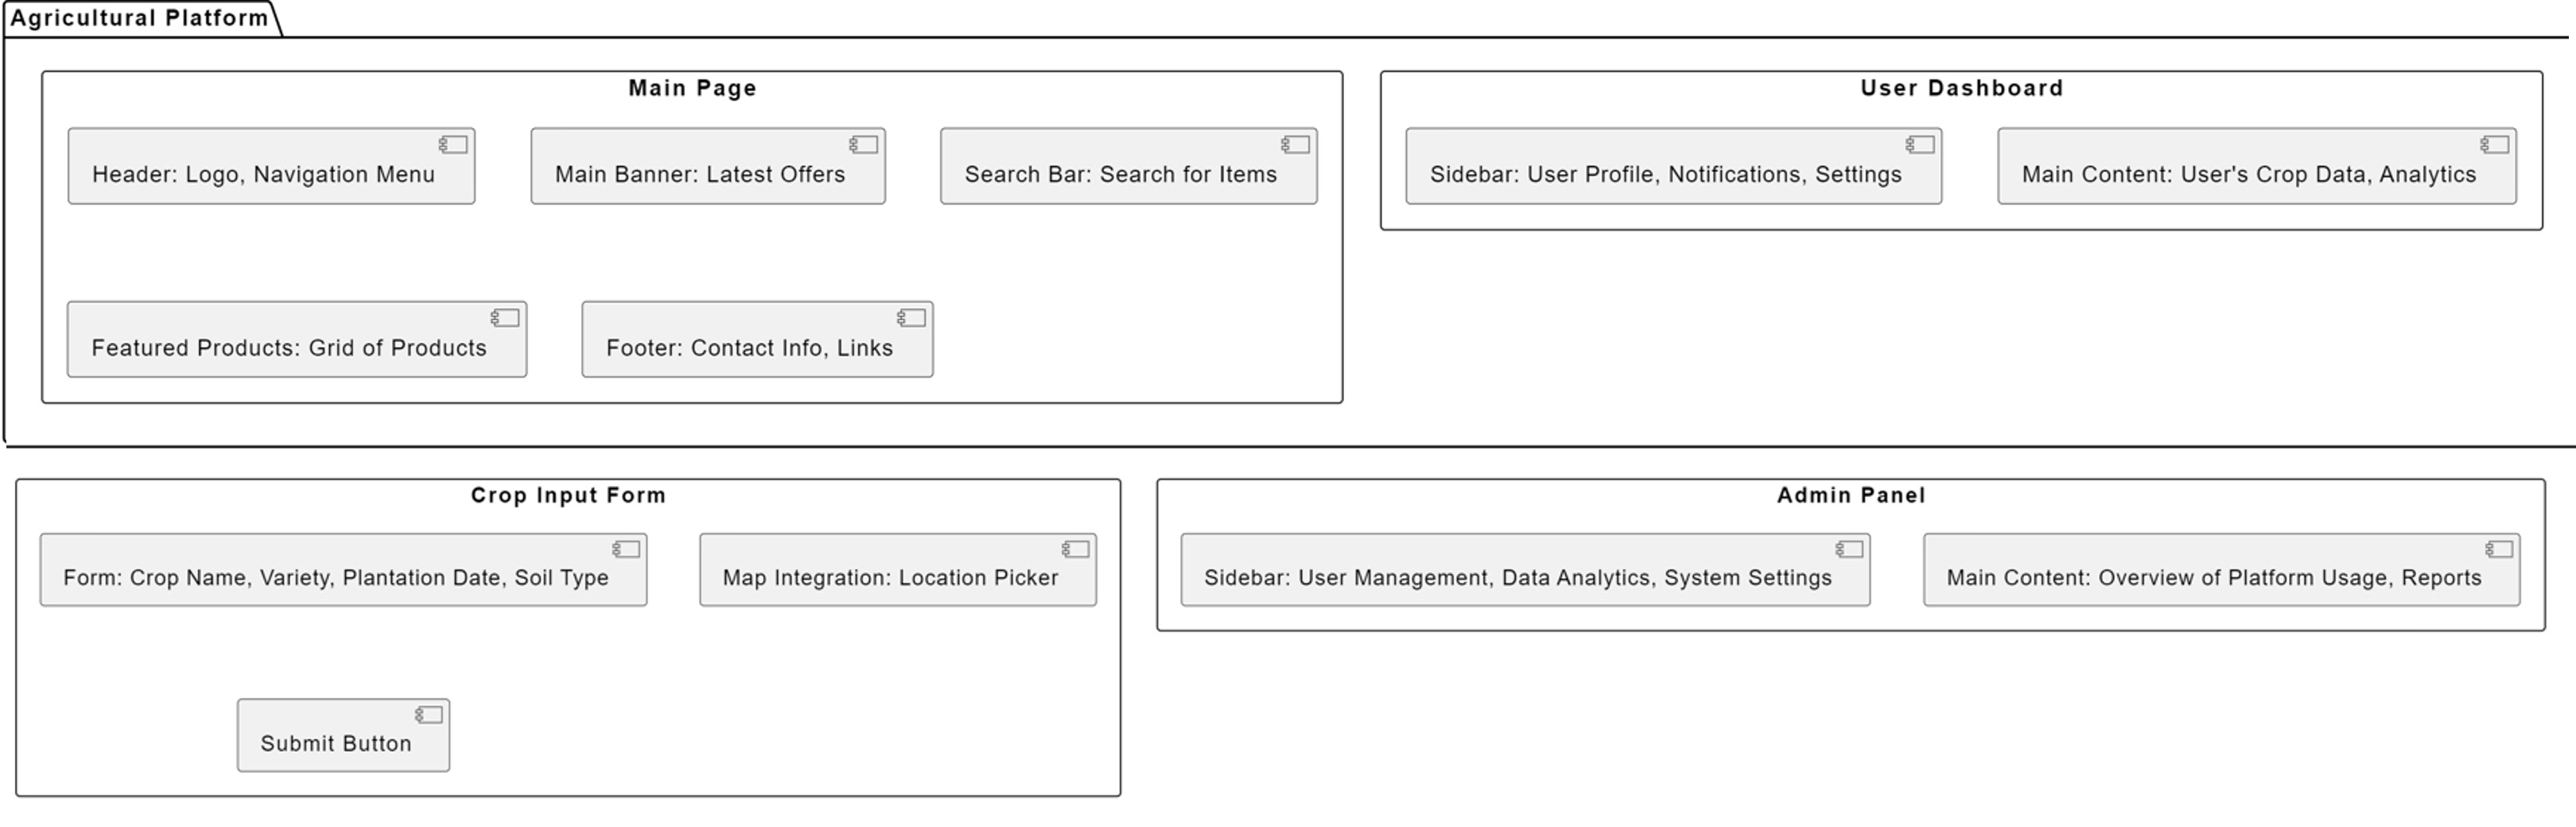 Agricultural Platform
Main Page
Header: Logo, Navigation Menu
Main Banner: Latest Offers
Search Bar: Search for Items
Featured Products: Grid of Products
Footer: Contact Info, Links
User Dashboard
Sidebar: User Profile, Notifications, Settings
Main Content: User's Crop Data, Analytics
Crop Input Form
Form: Crop Name, Variety, Plantation Date, Soil Type
Map Integration: Location Picker
Submit Button
Admin Panel
Sidebar: User Management, Data Analytics, System Settings
Main Content: Overview of Platform Usage, Reports